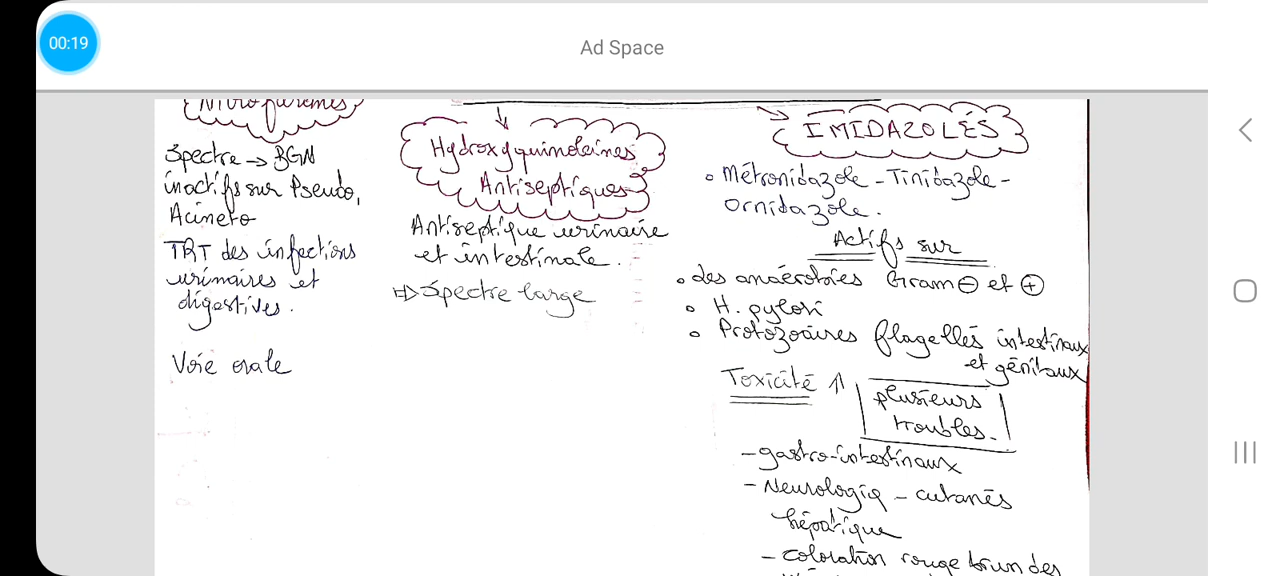 00:19
Ad Space
Nitrofuranes
Spectre → BGN
inactifs sur Pseudo,
Acineto
TRT des infections
urinaires et
digestives.
Voie orale
Hydroxyquinoleines
Antiseptiques
Antiseptique urinaire
et intestinale.
⇒ Spectre large
IMIDAZOLÉS
• Métronidazole - Tinidazole -
Ornidazole.
Actifs sur
• des anaérobies Gram ⊖ et ⊕
• H. pylori
• Protozoaires flagellés intestinaux
et génitaux
Toxicité ↑
plusieurs
troubles.
- gastro-intestinaux
- Neurologiq - cutanés
hépatique
- coloration rouge brun des